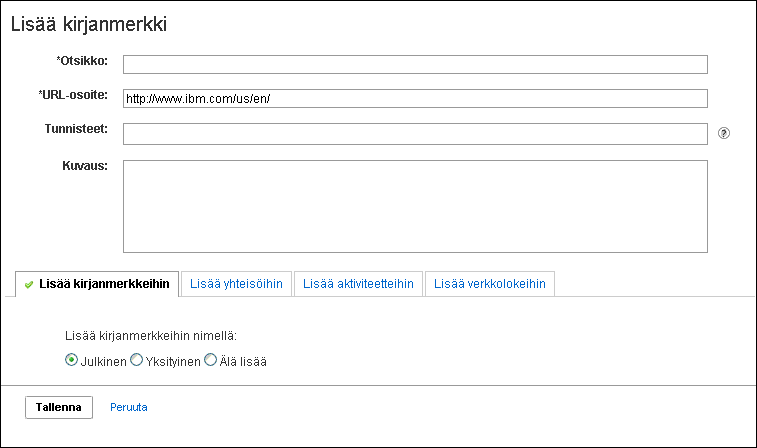 Lisää kirjanmerkki
*Otsikko:
*URL-osoite: http://www.ibm.com/us/en/
Tunnisteet: ?
Kuvaus:
Lisää kirjanmerkkeihin Lisää yhteisöihin Lisää aktiviteetteihin Lisää verkkolokeihin
Lisää kirjanmerkkeihin nimellä:
Julkinen Yksityinen Älä lisää
Tallenna Peruuta